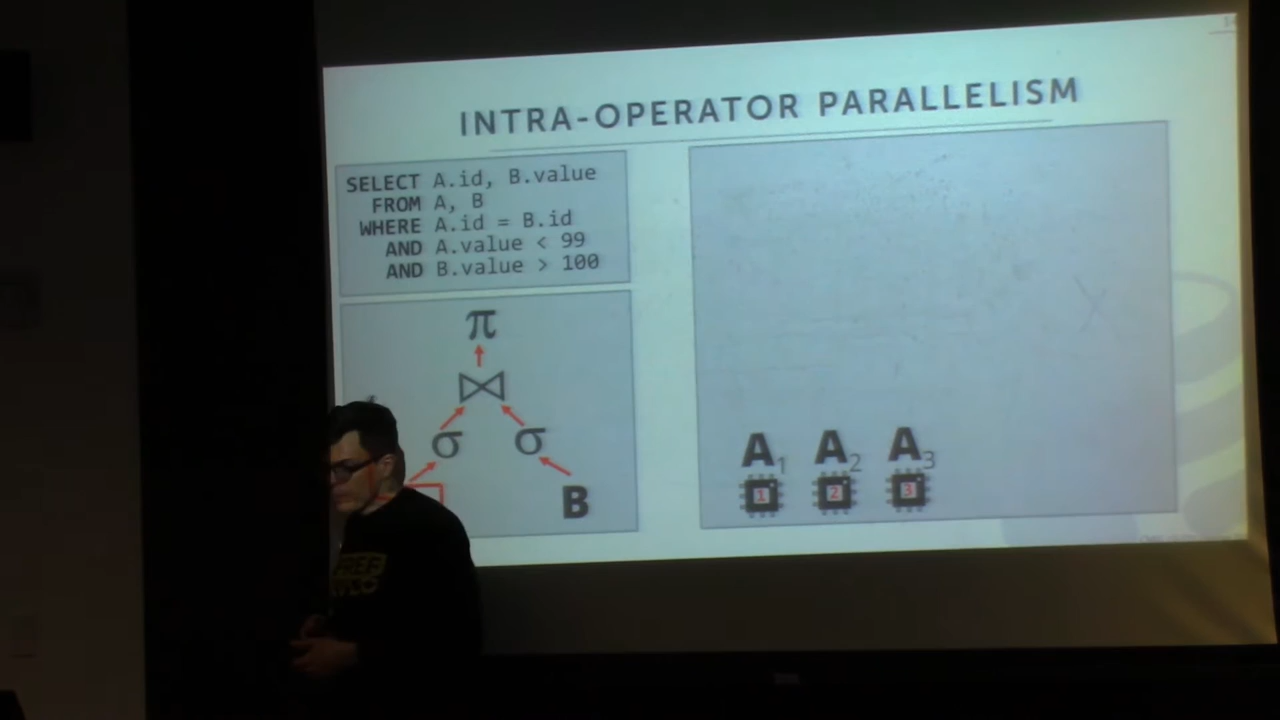 INTRA-OPERATOR PARALLELISM
SELECT A.id, B.value
FROM A, B
WHERE A.id = B.id
AND A.value < 99
AND B.value > 100
π
⋈
σ σ
B
A1 A2 A3
1 2 3
FREE